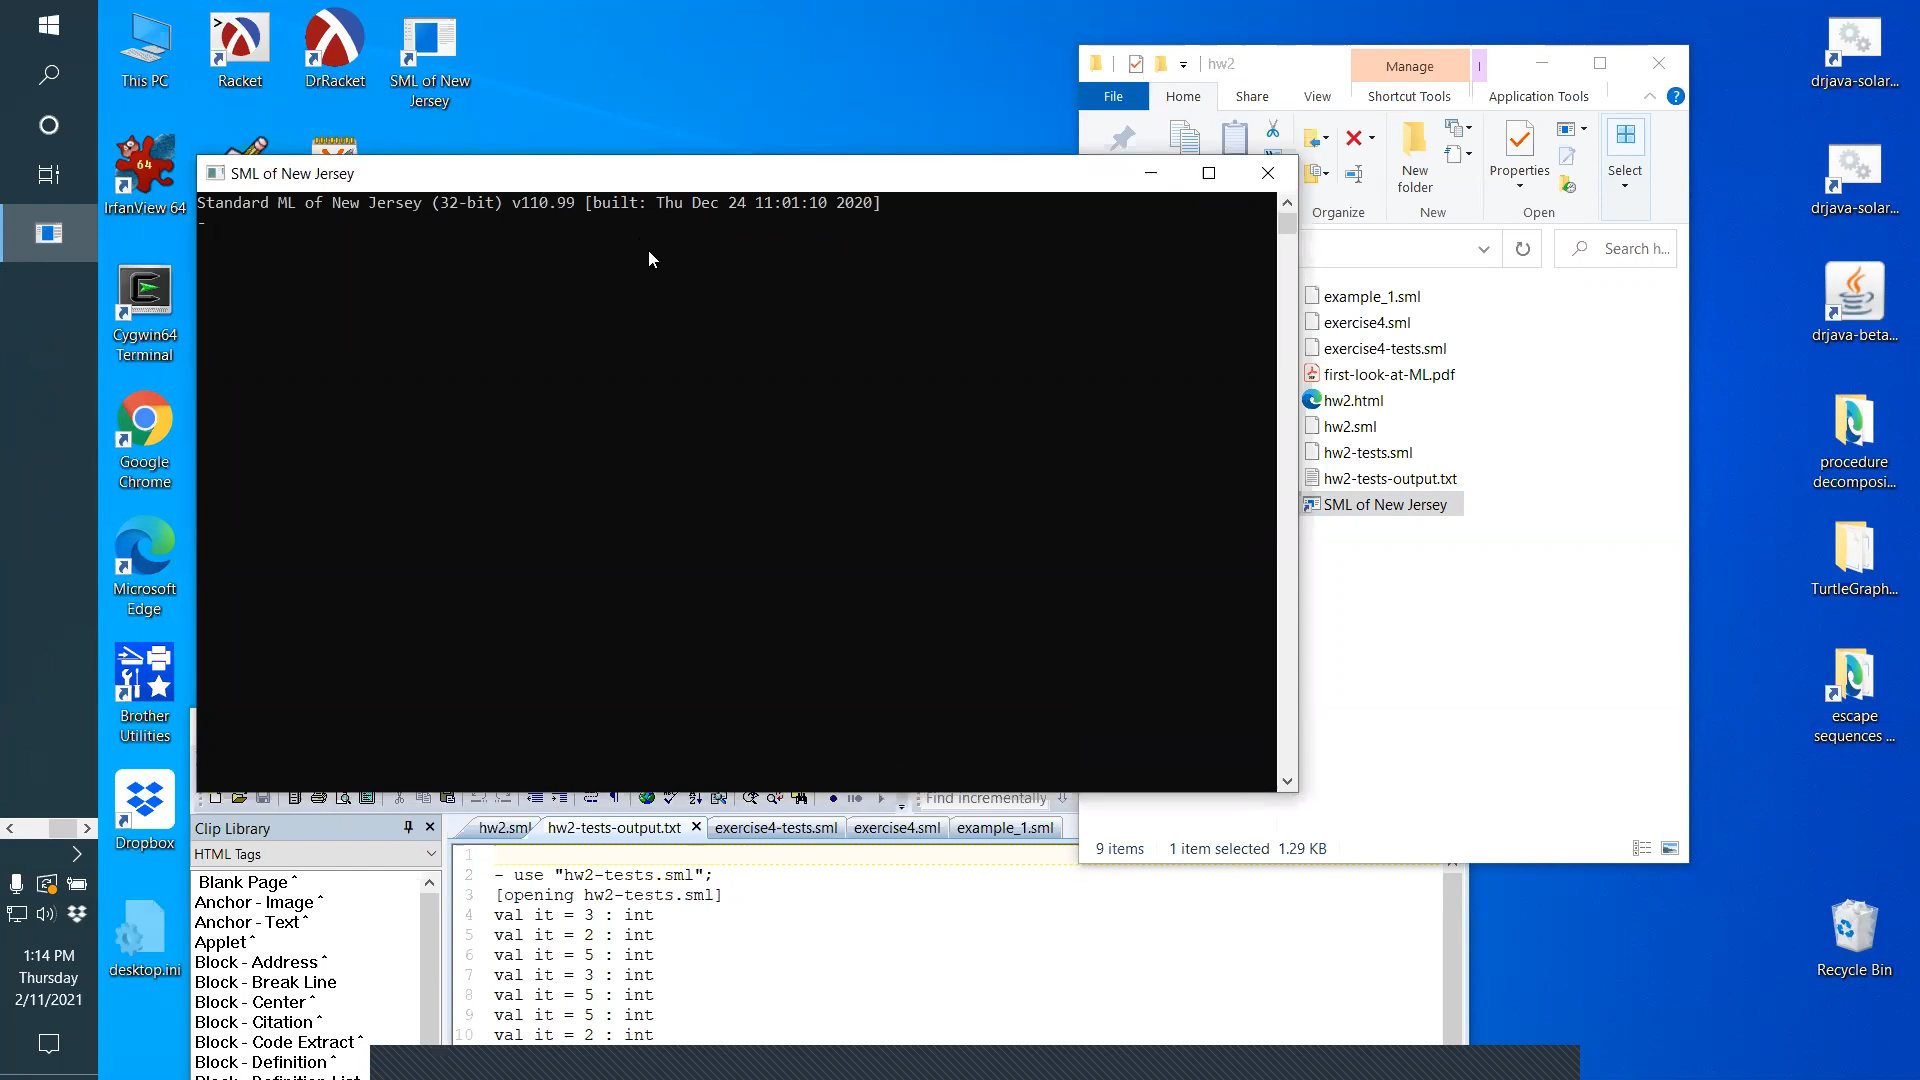 This PC
Racket
DrRacket
SML of New
Jersey
64
IrfanView 64
Cygwin64
Terminal
Google
Chrome
Microsoft
Edge
Brother
Utilities
Dropbox
desktop.ini
1:14 PM
Thursday
2/11/2021
SML of New Jersey
Standard ML of New Jersey (32-bit) v110.99 [built: Thu Dec 24 11:01:10 2020]
-
hw2
Manage
File
Home
Share
View
Shortcut Tools
Application Tools
New
folder
Properties
Select
Organize
New
Open
Search h...
example_1.sml
exercise4.sml
exercise4-tests.sml
first-look-at-ML.pdf
hw2.html
hw2.sml
hw2-tests.sml
hw2-tests-output.txt
SML of New Jersey
9 items
1 item selected 1.29 KB
Find incrementally
Clip Library
HTML Tags
Blank Page ^
Anchor - Image ^
Anchor - Text ^
Applet ^
Block - Address ^
Block - Break Line
Block - Center ^
Block - Citation ^
Block - Code Extract ^
Block - Definition ^
Block - Definition List
hw2.sml
hw2-tests-output.txt
exercise4-tests.sml
exercise4.sml
example_1.sml
1
2 - use "hw2-tests.sml";
3 [opening hw2-tests.sml]
4 val it = 3 : int
5 val it = 2 : int
6 val it = 5 : int
7 val it = 3 : int
8 val it = 5 : int
9 val it = 5 : int
10 val it = 2 : int
drjava-solar...
drjava-solar...
drjava-beta...
procedure
decomposi...
TurtleGraph...
escape
sequences ...
Recycle Bin